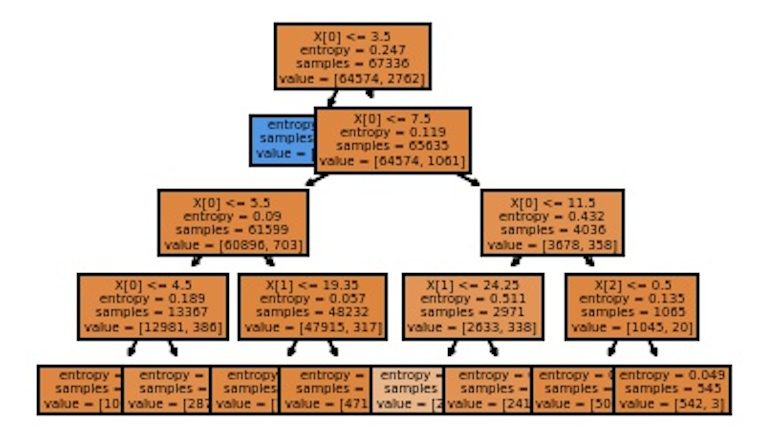 X[0] <= 3.5
entropy = 0.247
samples = 67336
value = [64574, 2762]
entropy
samples
value = [
X[0] <= 7.5
entropy = 0.119
samples = 65635
value = [64574, 1061]
X[0] <= 5.5
entropy = 0.09
samples = 61599
value = [60896, 703]
X[0] <= 11.5
entropy = 0.432
samples = 4036
value = [3678, 358]
X[0] <= 4.5
entropy = 0.189
samples = 13367
value = [12981, 386]
X[1] <= 19.35
entropy = 0.057
samples = 48232
value = [47915, 317]
X[1] <= 24.25
entropy = 0.511
samples = 2971
value = [2633, 338]
X[2] <= 0.5
entropy = 0.135
samples = 1065
value = [1045, 20]
entropy =
samples =
value = [10
entropy =
samples =
value = [287
entropy
samples
value = [
entropy =
samples =
value = [471
entropy =
samples
value = [2
entropy =
samples =
value = [241
entropy =
samples =
value = [50
entropy = 0.049
samples = 545
value = [542, 3]